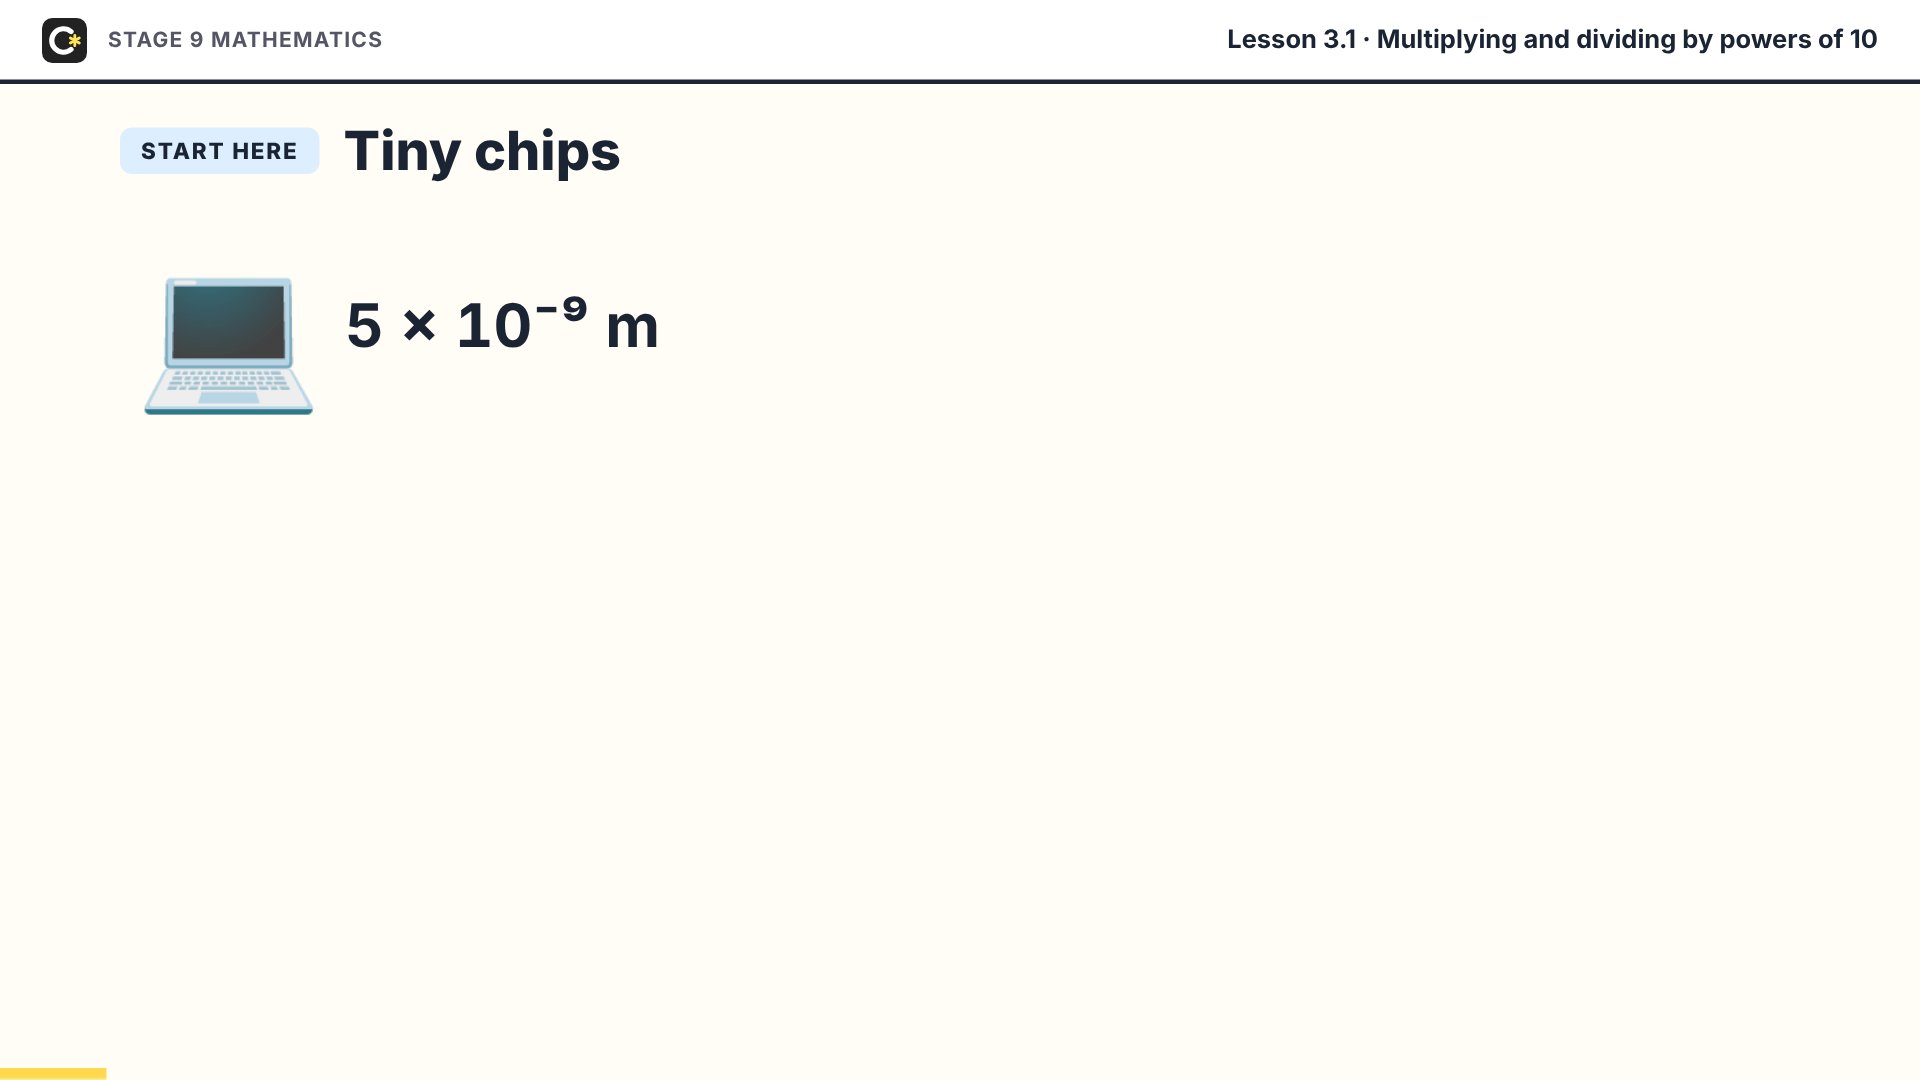 STAGE 9 MATHEMATICS
Lesson 3.1 · Multiplying and dividing by powers of 10
START HERE
Tiny chips
5 × 10⁻⁹ m